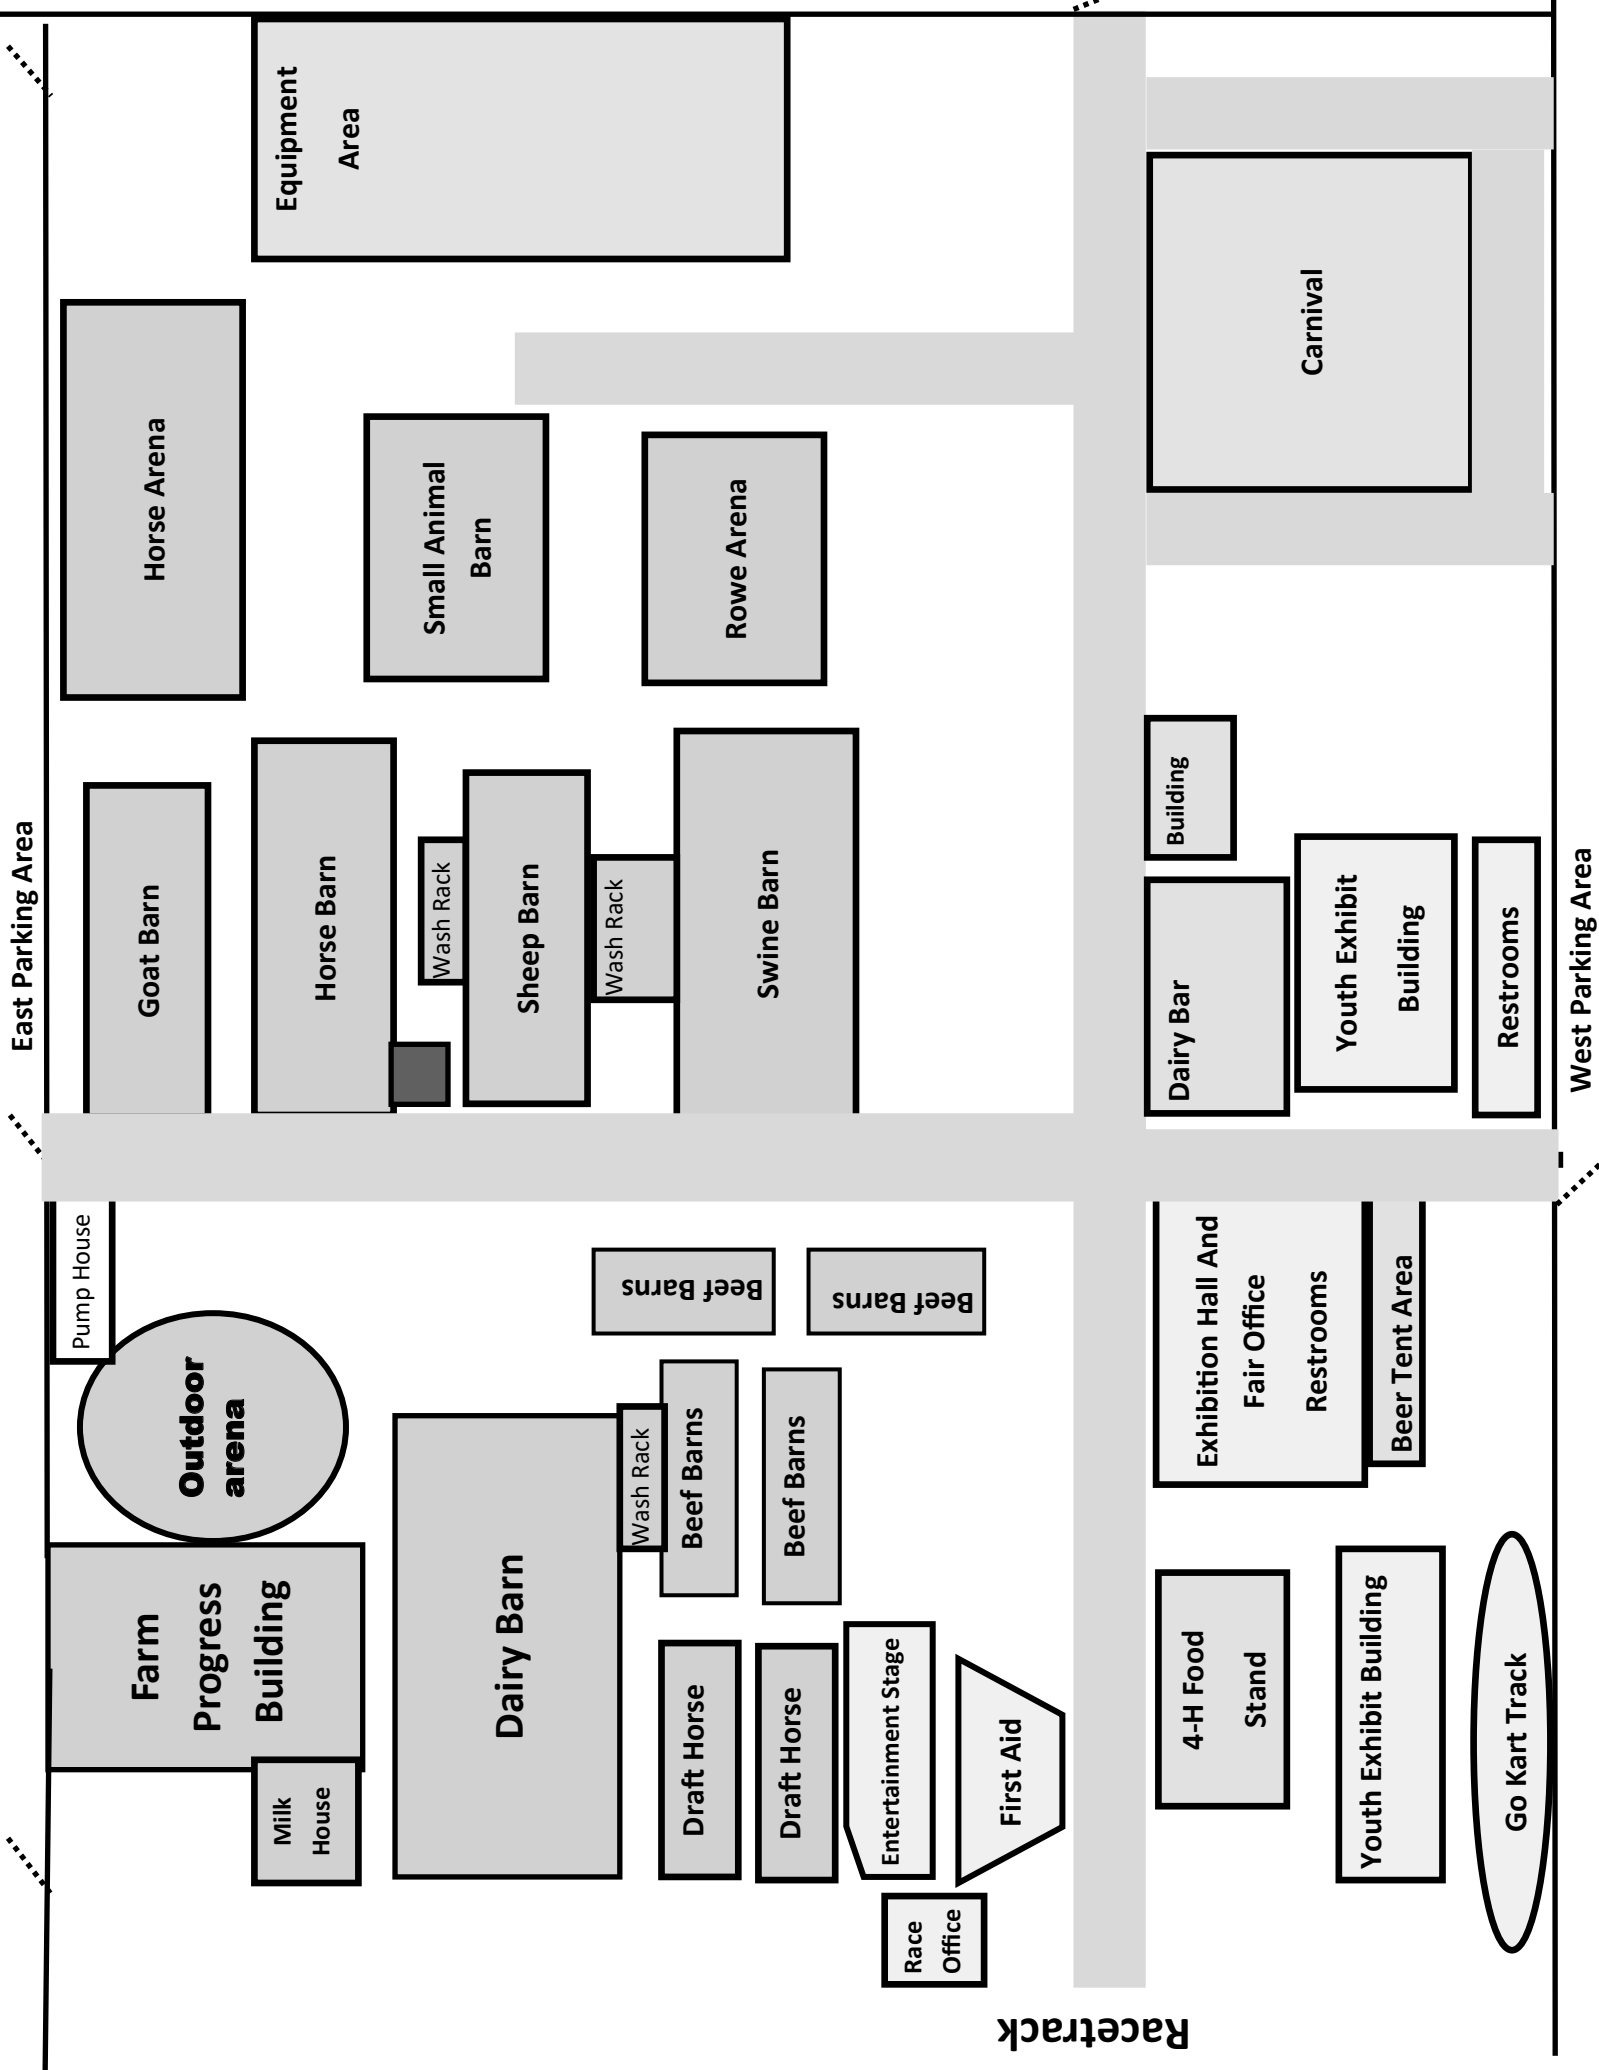 East Parking Area
Equipment
Area
Horse Arena
Small Animal
Barn
Rowe Arena
Carnival
Goat Barn
Horse Barn
Wash Rack
Sheep Barn
Wash Rack
Swine Barn
Building
Dairy Bar
Youth Exhibit
Building
Restrooms
West Parking Area
Pump House
Outdoor
arena
Beef Barns
Beef Barns
Exhibition Hall And
Fair Office
Restrooms
Beer Tent Area
Farm
Progress
Building
Milk
House
Dairy Barn
Wash Rack
Beef Barns
Beef Barns
Draft Horse
Draft Horse
Entertainment Stage
First Aid
Race
Office
4-H Food
Stand
Youth Exhibit Building
Go Kart Track
Racetrack